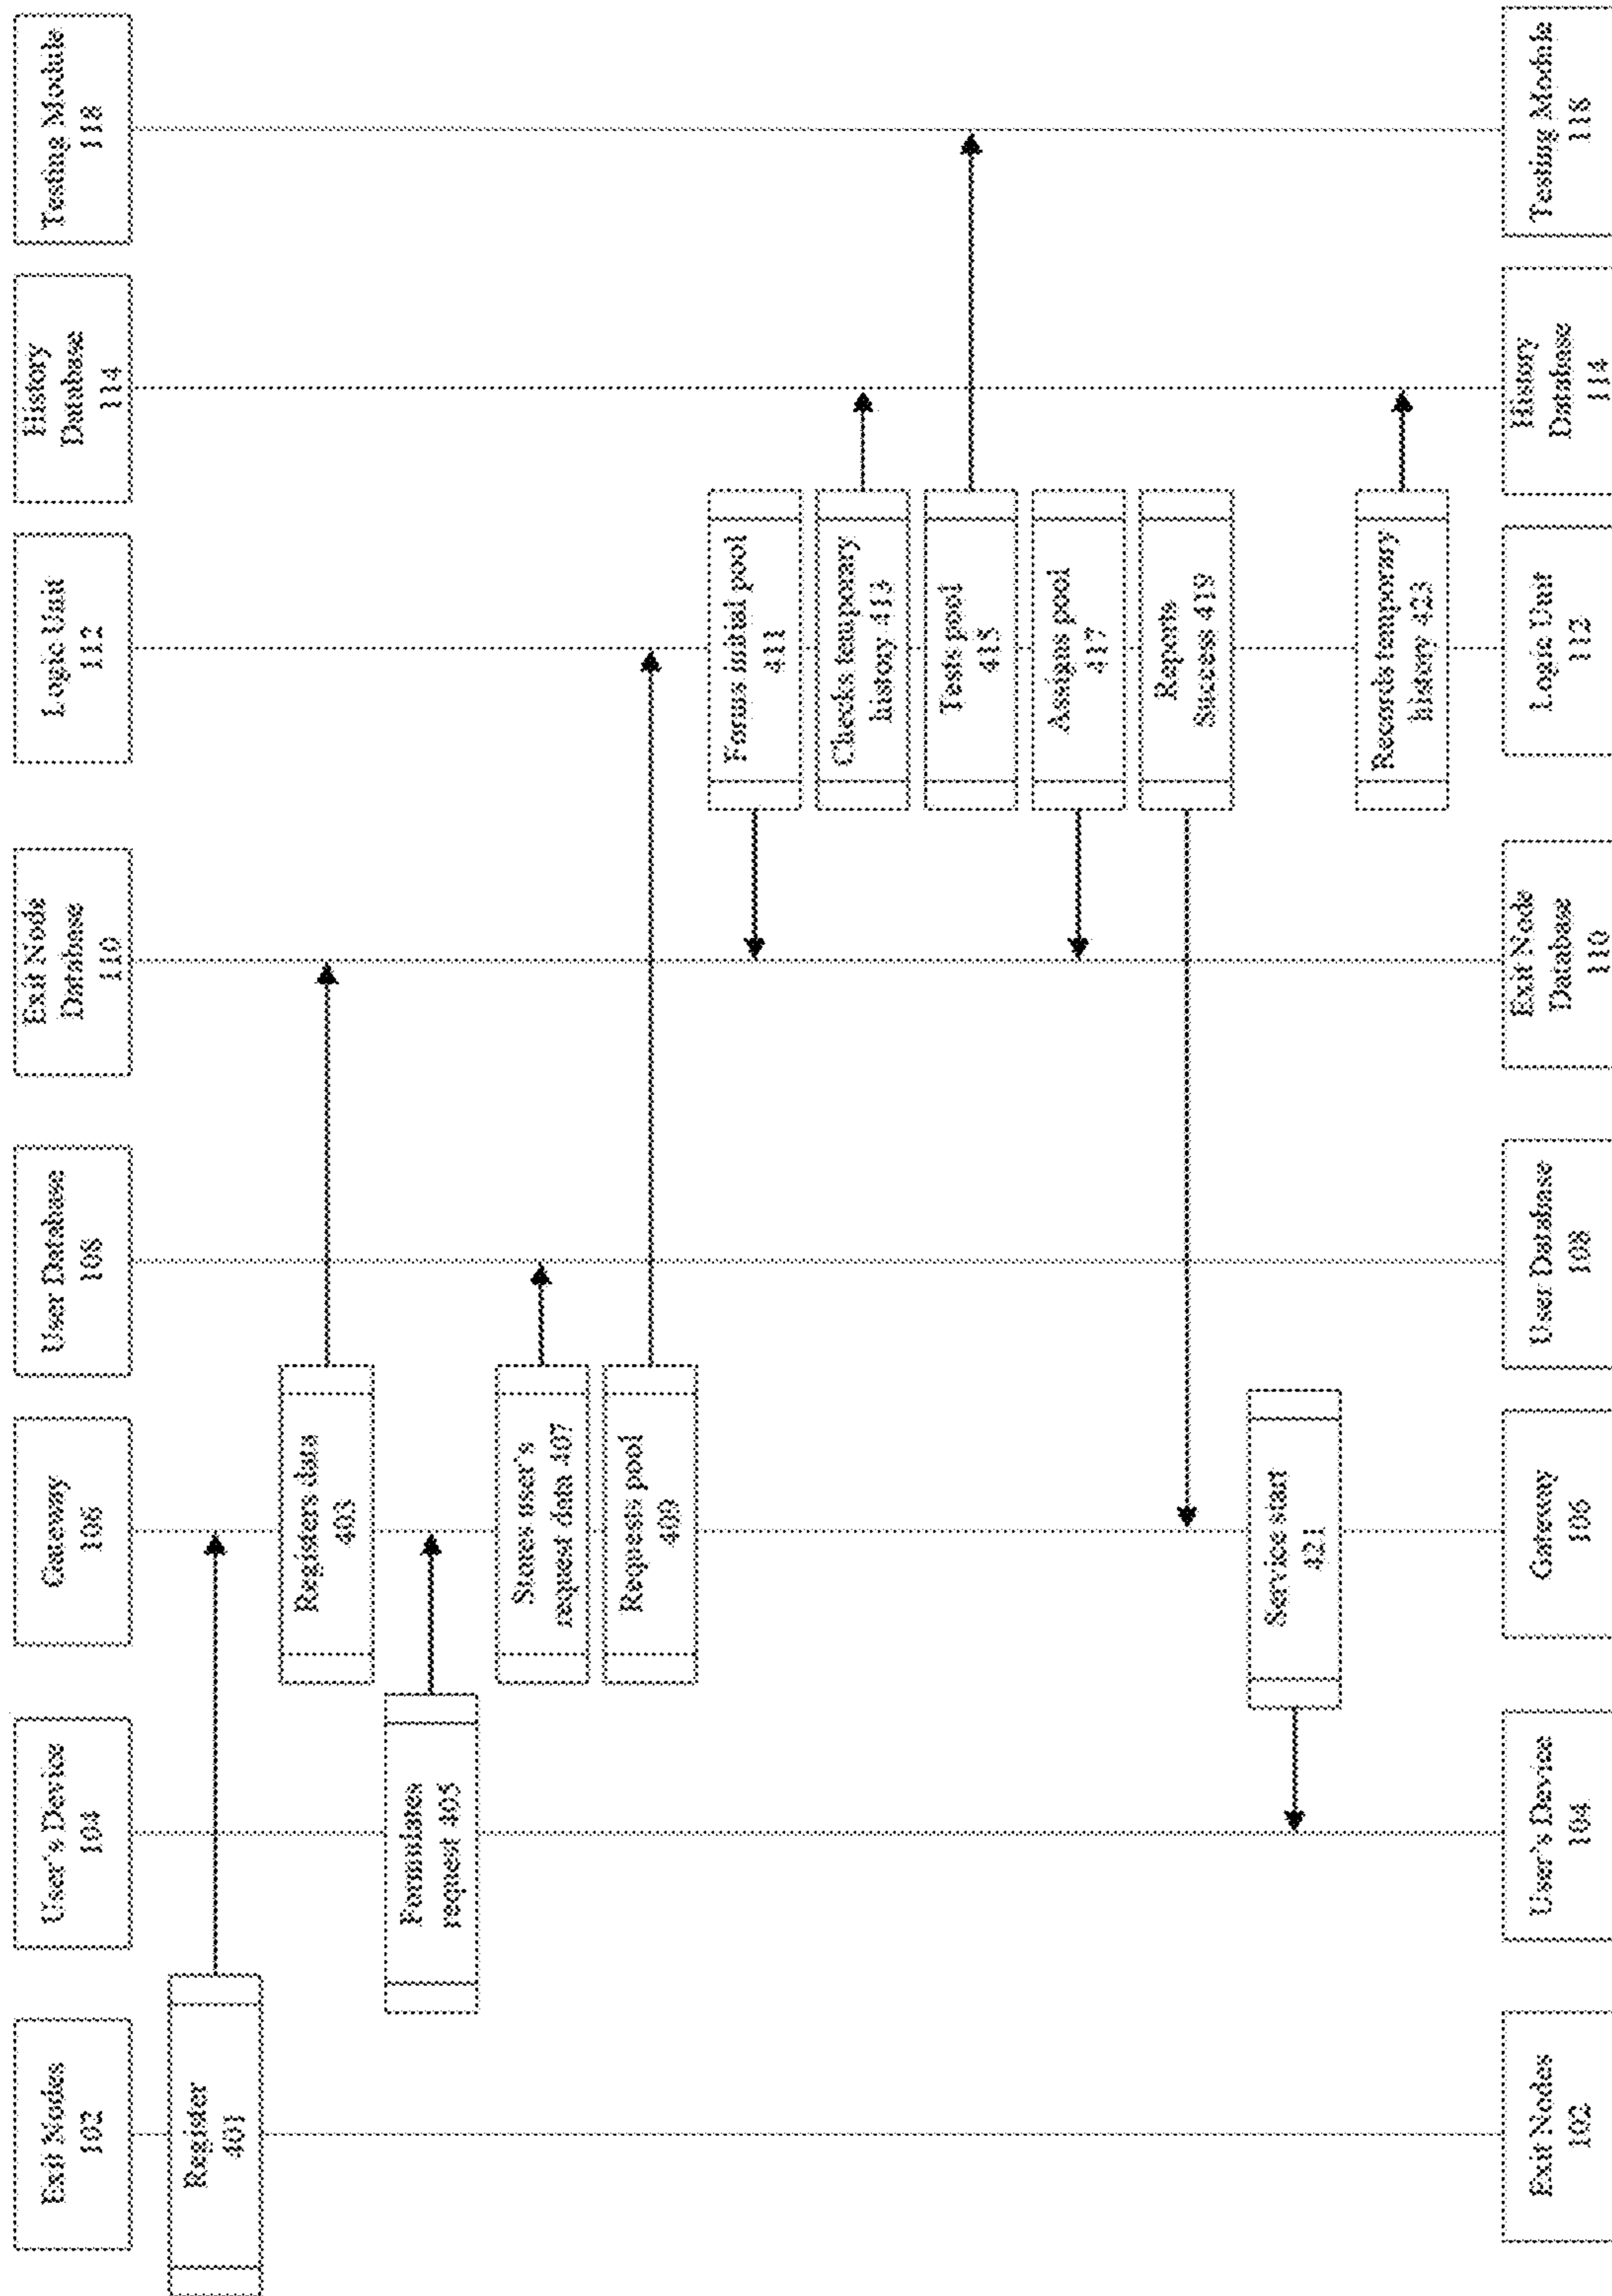 Exit Nodes
102
User's Device
104
Gateway
106
User Database
108
Exit Node
Database
110
Logic Unit
112
History
Database
114
Testing Module
118
Register
401
Registers data
403
Formulates
request 405
Stores user's
request data 407
Requests pool
409
Forms initial pool
411
Checks temporary
history 413
Tests pool
415
Assigns pool
417
Reports
Success 419
Service start
421
Records temporary
history 423
Exit Nodes
102
User's Device
104
Gateway
106
User Database
108
Exit Node
Database
110
Logic Unit
112
History
Database
114
Testing Module
118